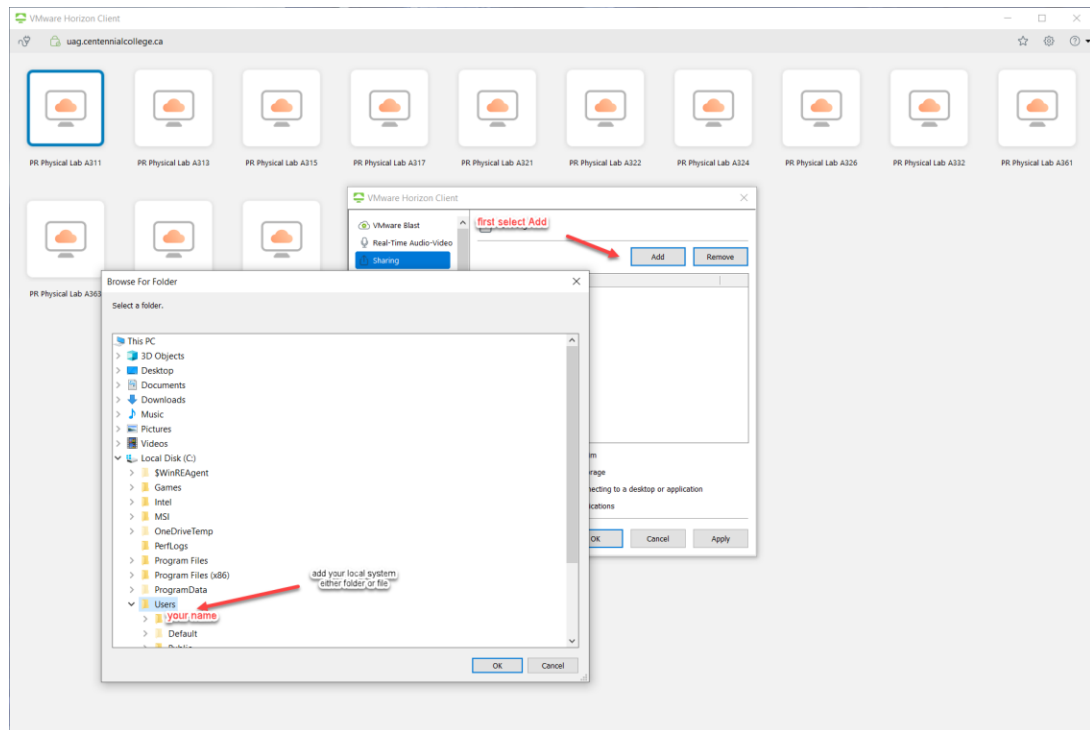 VMware Horizon Client
uag.centennialcollege.ca
PR Physical Lab A311
PR Physical Lab A313
PR Physical Lab A315
PR Physical Lab A317
PR Physical Lab A321
PR Physical Lab A322
PR Physical Lab A324
PR Physical Lab A326
PR Physical Lab A332
PR Physical Lab A361
PR Physical Lab A363
VMware Horizon Client
VMware Blast
Real-Time Audio-Video
Sharing
first select Add
Add
Remove
Browse For Folder
Select a folder.
This PC
3D Objects
Desktop
Documents
Downloads
Music
Pictures
Videos
Local Disk (C:)
$WinREAgent
Games
Intel
MSI
OneDriveTemp
PerfLogs
Program Files
Program Files (x86)
ProgramData
Users
your name
Default
add your local system
either folder or file
OK
Cancel
necting to a desktop or application
OK
Cancel
Apply